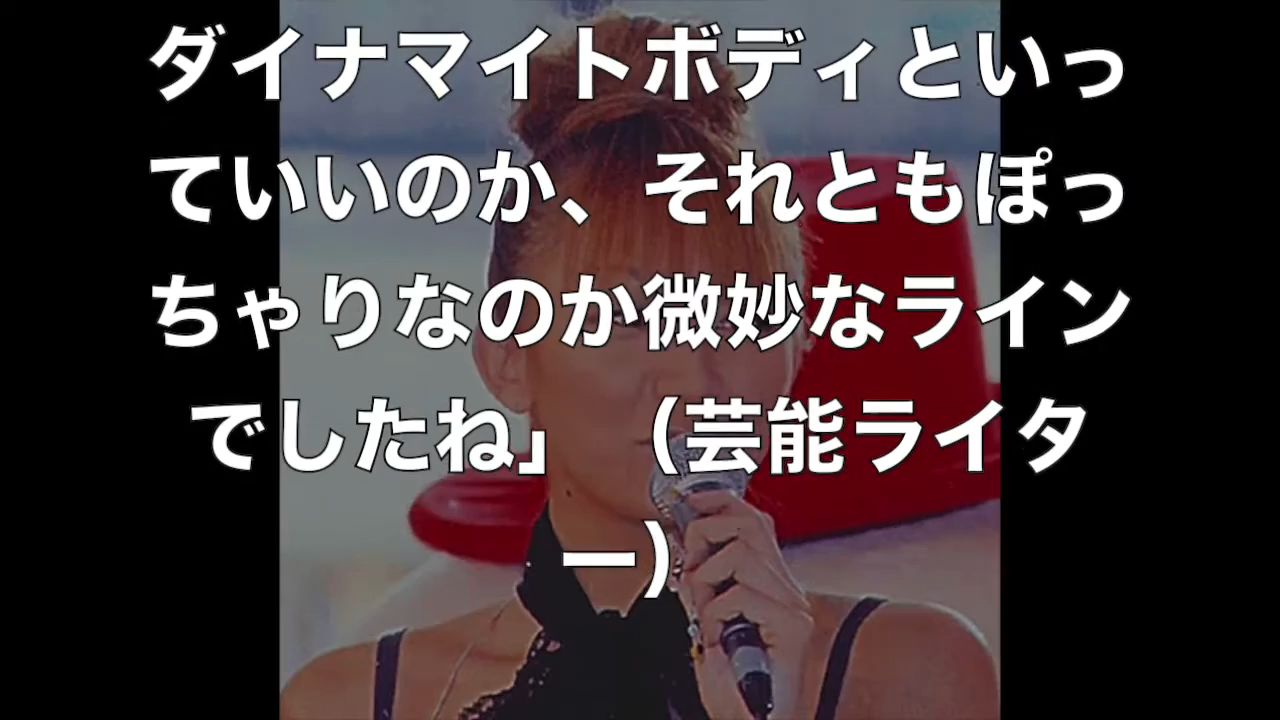 ダイナマイトボディといっ
ていいのか、それともぽっ
ちゃりなのか微妙なライン
でしたね」（芸能ライタ
ー）